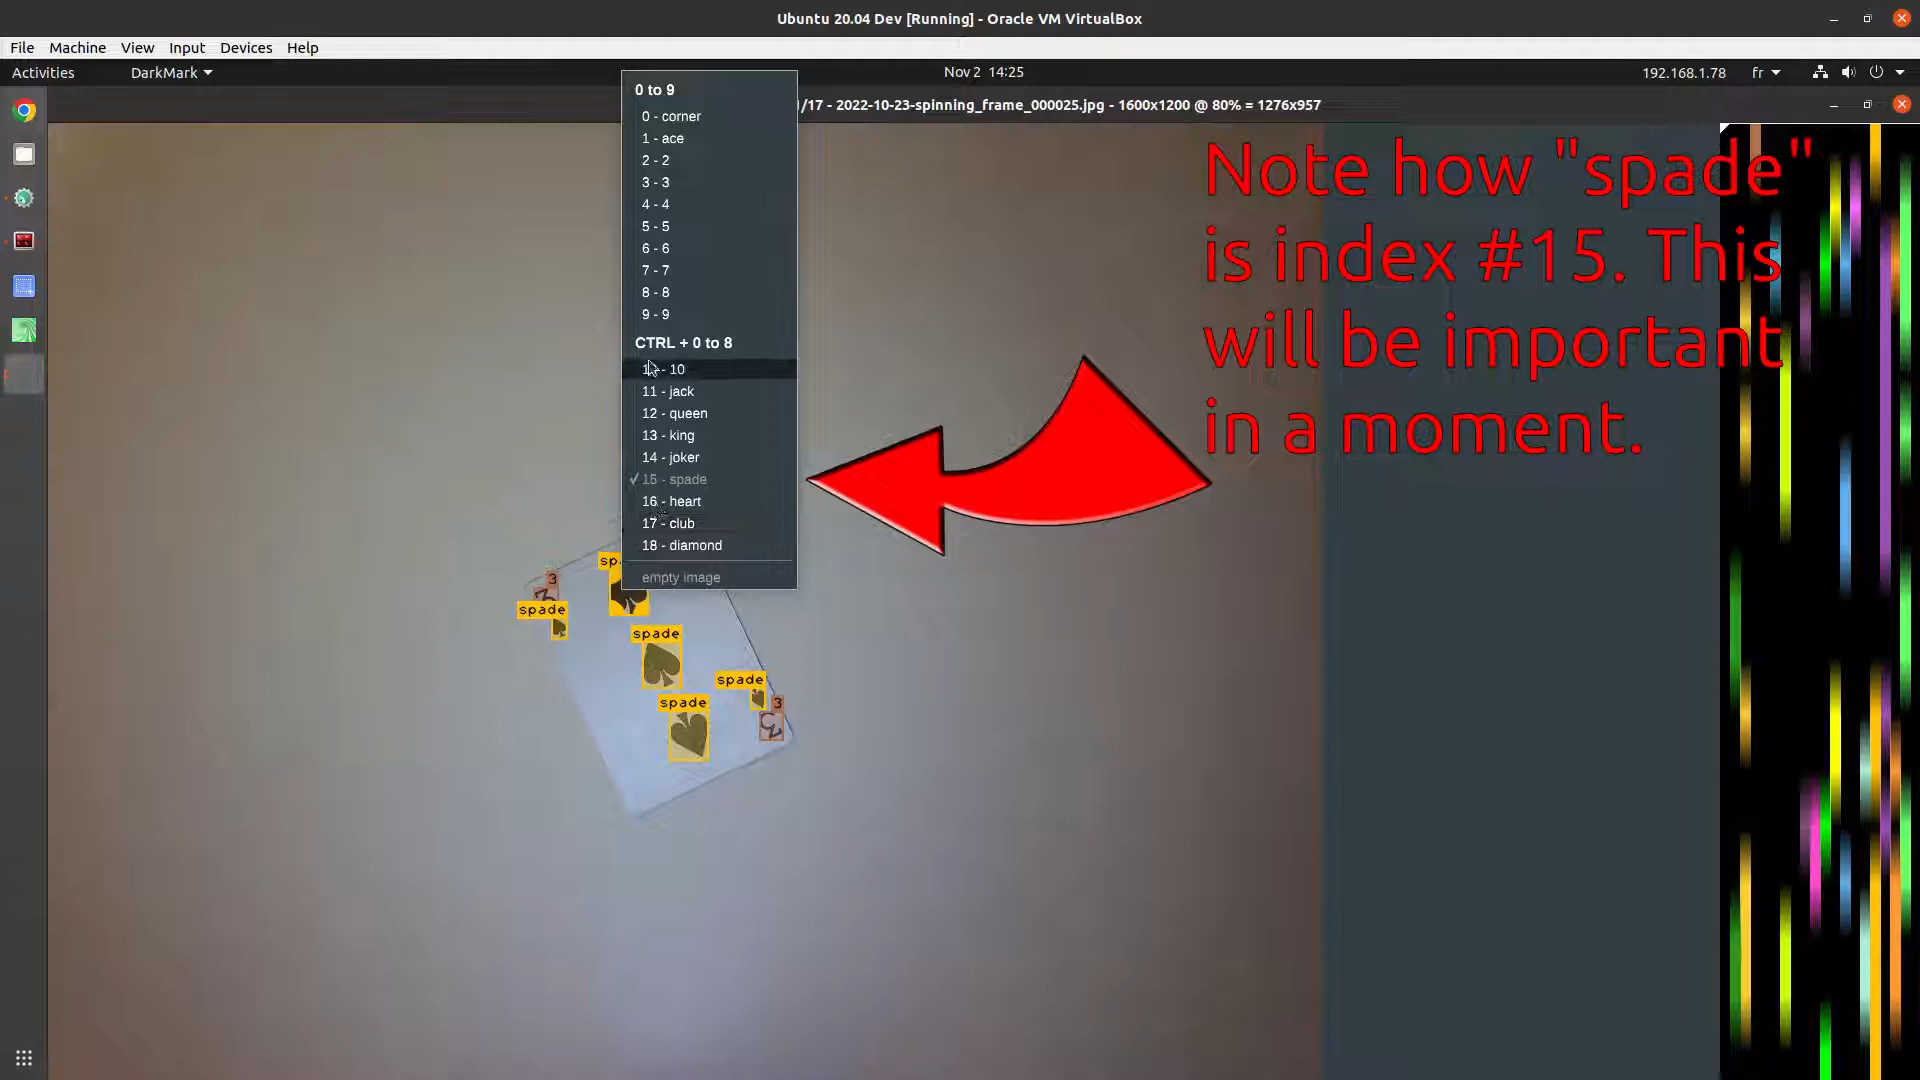 Ubuntu 20.04 Dev [Running] - Oracle VM VirtualBox
File Machine View Input Devices Help
Activities DarkMark Nov 2 14:25 192.168.1.78 fr
1/17 - 2022-10-23-spinning_frame_000025.jpg - 1600x1200 @ 80% = 1276x957
0 to 9
0 - corner
1 - ace
2 - 2
3 - 3
4 - 4
5 - 5
6 - 6
7 - 7
8 - 8
9 - 9
CTRL + 0 to 8
- 10
11 - jack
12 - queen
13 - king
14 - joker
15 - spade
16 - heart
17 - club
18 - diamond
empty image
Note how "spade"
is index #15. This
will be important
in a moment.
3
3
spade
spade
spade
spade
3
3